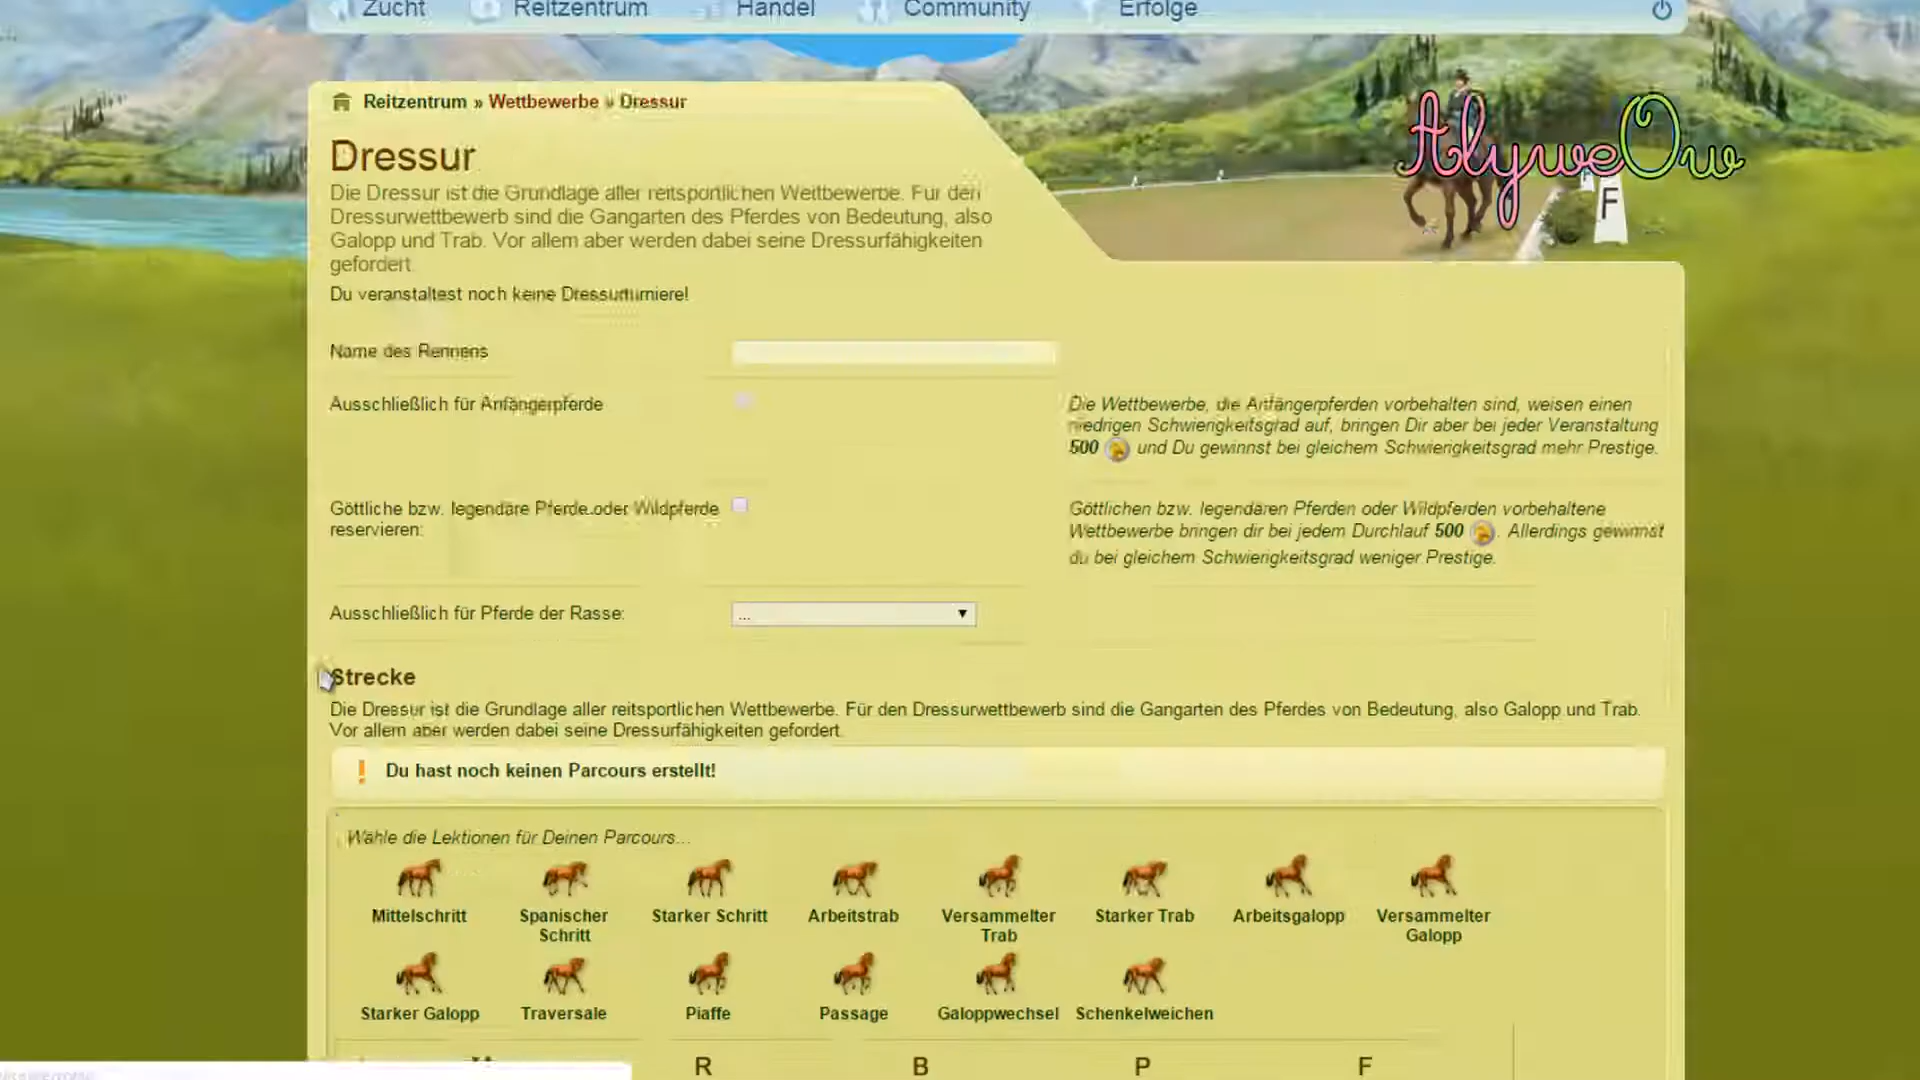 Zucht Reitzentrum Handel Community Erfolge
Reitzentrum » Wettbewerbe » Dressur
AlyweOw
F
Dressur
Die Dressur ist die Grundlage aller reitsportlichen Wettbewerbe. Für den
Dressurwettbewerb sind die Gangarten des Pferdes von Bedeutung, also
Galopp und Trab. Vor allem aber werden dabei seine Dressurfähigkeiten
gefordert.
Du veranstaltest noch keine Dressurturniere!
Name des Rennens
Ausschließlich für Anfängerpferde
Die Wettbewerbe, die Anfängerpferden vorbehalten sind, weisen einen
niedrigen Schwierigkeitsgrad auf, bringen Dir aber bei jeder Veranstaltung
500 und Du gewinnst bei gleichem Schwierigkeitsgrad mehr Prestige.
Göttliche bzw. legendäre Pferde oder Wildpferde
reservieren:
Göttlichen bzw. legendären Pferden oder Wildpferden vorbehaltene
Wettbewerbe bringen dir bei jedem Durchlauf 500 . Allerdings gewinnst
du bei gleichem Schwierigkeitsgrad weniger Prestige.
Ausschließlich für Pferde der Rasse:
...
Strecke
Die Dressur ist die Grundlage aller reitsportlichen Wettbewerbe. Für den Dressurwettbewerb sind die Gangarten des Pferdes von Bedeutung, also Galopp und Trab.
Vor allem aber werden dabei seine Dressurfähigkeiten gefordert.
! Du hast noch keinen Parcours erstellt!
Wähle die Lektionen für Deinen Parcours...
Mittelschritt
Spanischer
Schritt
Starker Schritt
Arbeitstrab
Versammelter
Trab
Starker Trab
Arbeitsgalopp
Versammelter
Galopp
Starker Galopp
Traversale
Piaffe
Passage
Galoppwechsel
Schenkelweichen
R B P F